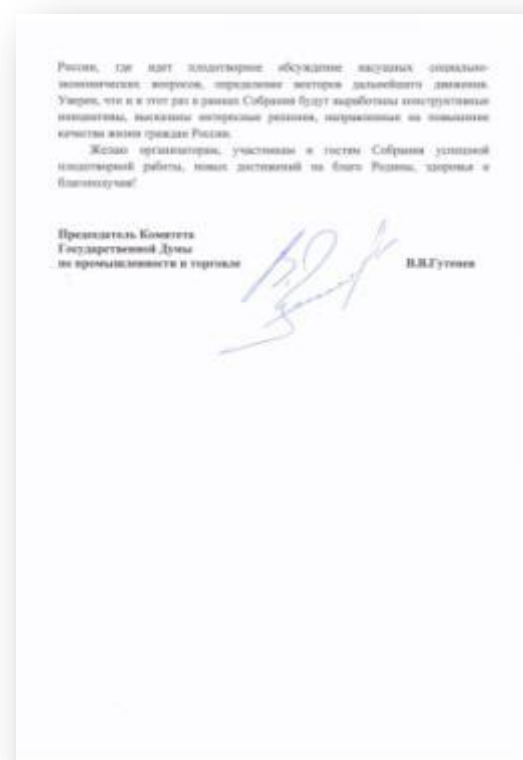 России, где идет плодотворное обсуждение насущных социально-
экономических вопросов, определение векторов дальнейшего движения.
Уверен, что и в этот раз в рамках Собрания будут выработаны конструктивные
инициативы, высказаны интересные решения, направленные на повышение
качества жизни граждан России.
Желаю организаторам, участникам и гостям Собрания успешной
плодотворной работы, новых достижений на благо Родины, здоровья и
благополучия!
Председатель Комитета
Государственной Думы
по промышленности и торговле
В.В.Гутенев